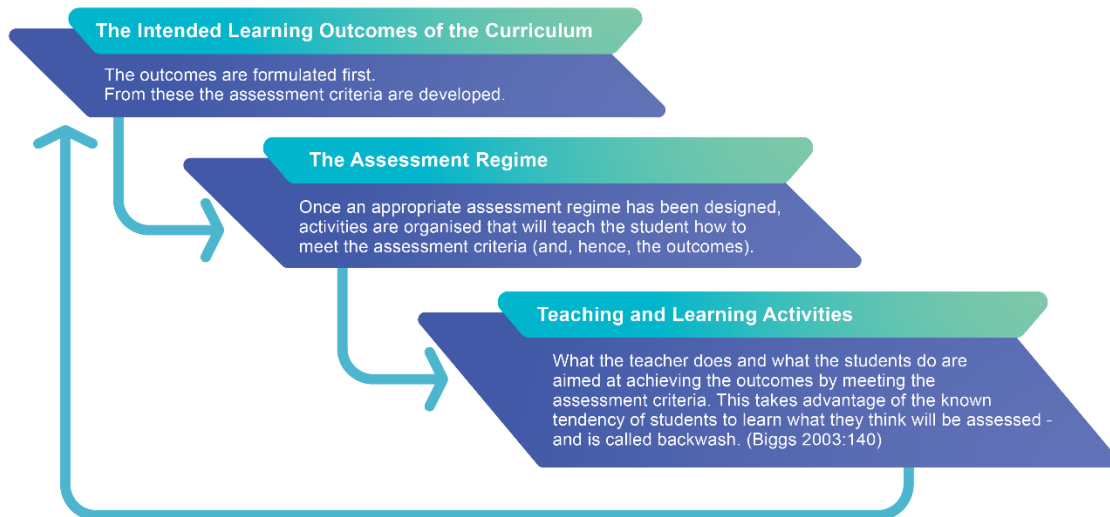 The Intended Learning Outcomes of the Curriculum
The outcomes are formulated first.
From these the assessment criteria are developed.
The Assessment Regime
Once an appropriate assessment regime has been designed,
activities are organised that will teach the student how to
meet the assessment criteria (and, hence, the outcomes).
Teaching and Learning Activities
What the teacher does and what the students do are
aimed at achieving the outcomes by meeting the
assessment criteria. This takes advantage of the known
tendency of students to learn what they think will be assessed -
and is called backwash. (Biggs 2003:140)